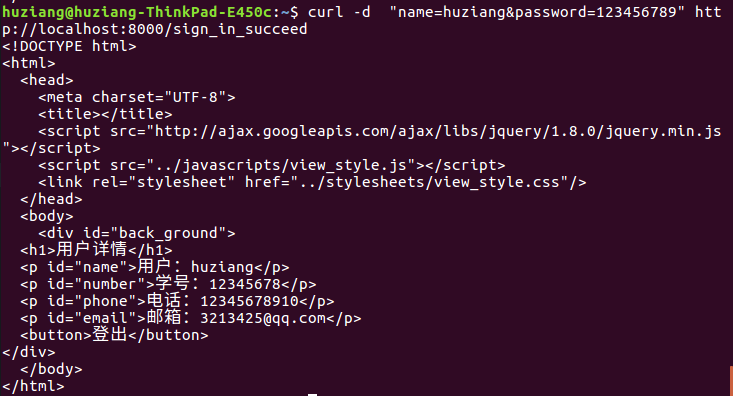 huziang@huziang-ThinkPad-E450c:~$ curl -d  "name=huziang&password=123456789" htt
p://localhost:8000/sign_in_succeed
<!DOCTYPE html>
<html>
  <head>
    <meta charset="UTF-8">
    <title></title>
    <script src="http://ajax.googleapis.com/ajax/libs/jquery/1.8.0/jquery.min.js
"></script>
    <script src="../javascripts/view_style.js"></script>
    <link rel="stylesheet" href="../stylesheets/view_style.css"/>
  </head>
  <body>
    <div id="back_ground">
  <h1>用户详情</h1>
  <p id="name">用户：huziang</p>
  <p id="number">学号：12345678</p>
  <p id="phone">电话：12345678910</p>
  <p id="email">邮箱：3213425@qq.com</p>
  <button>登出</button>
</div>
  </body>
</html>